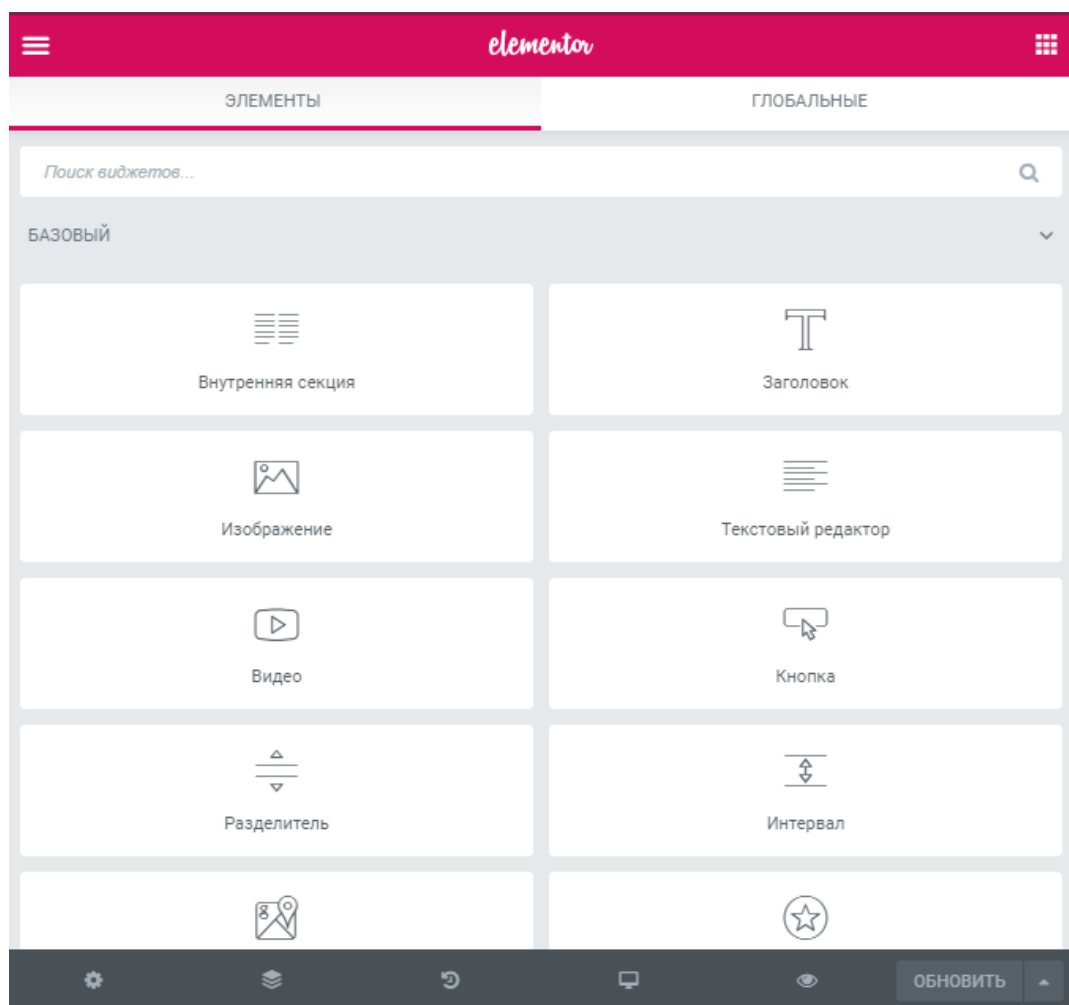 elementor
ЭЛЕМЕНТЫ ГЛОБАЛЬНЫЕ
Поиск виджетов...
БАЗОВЫЙ
Внутренняя секция Заголовок
Изображение Текстовый редактор
Видео Кнопка
Разделитель Интервал
ОБНОВИТЬ